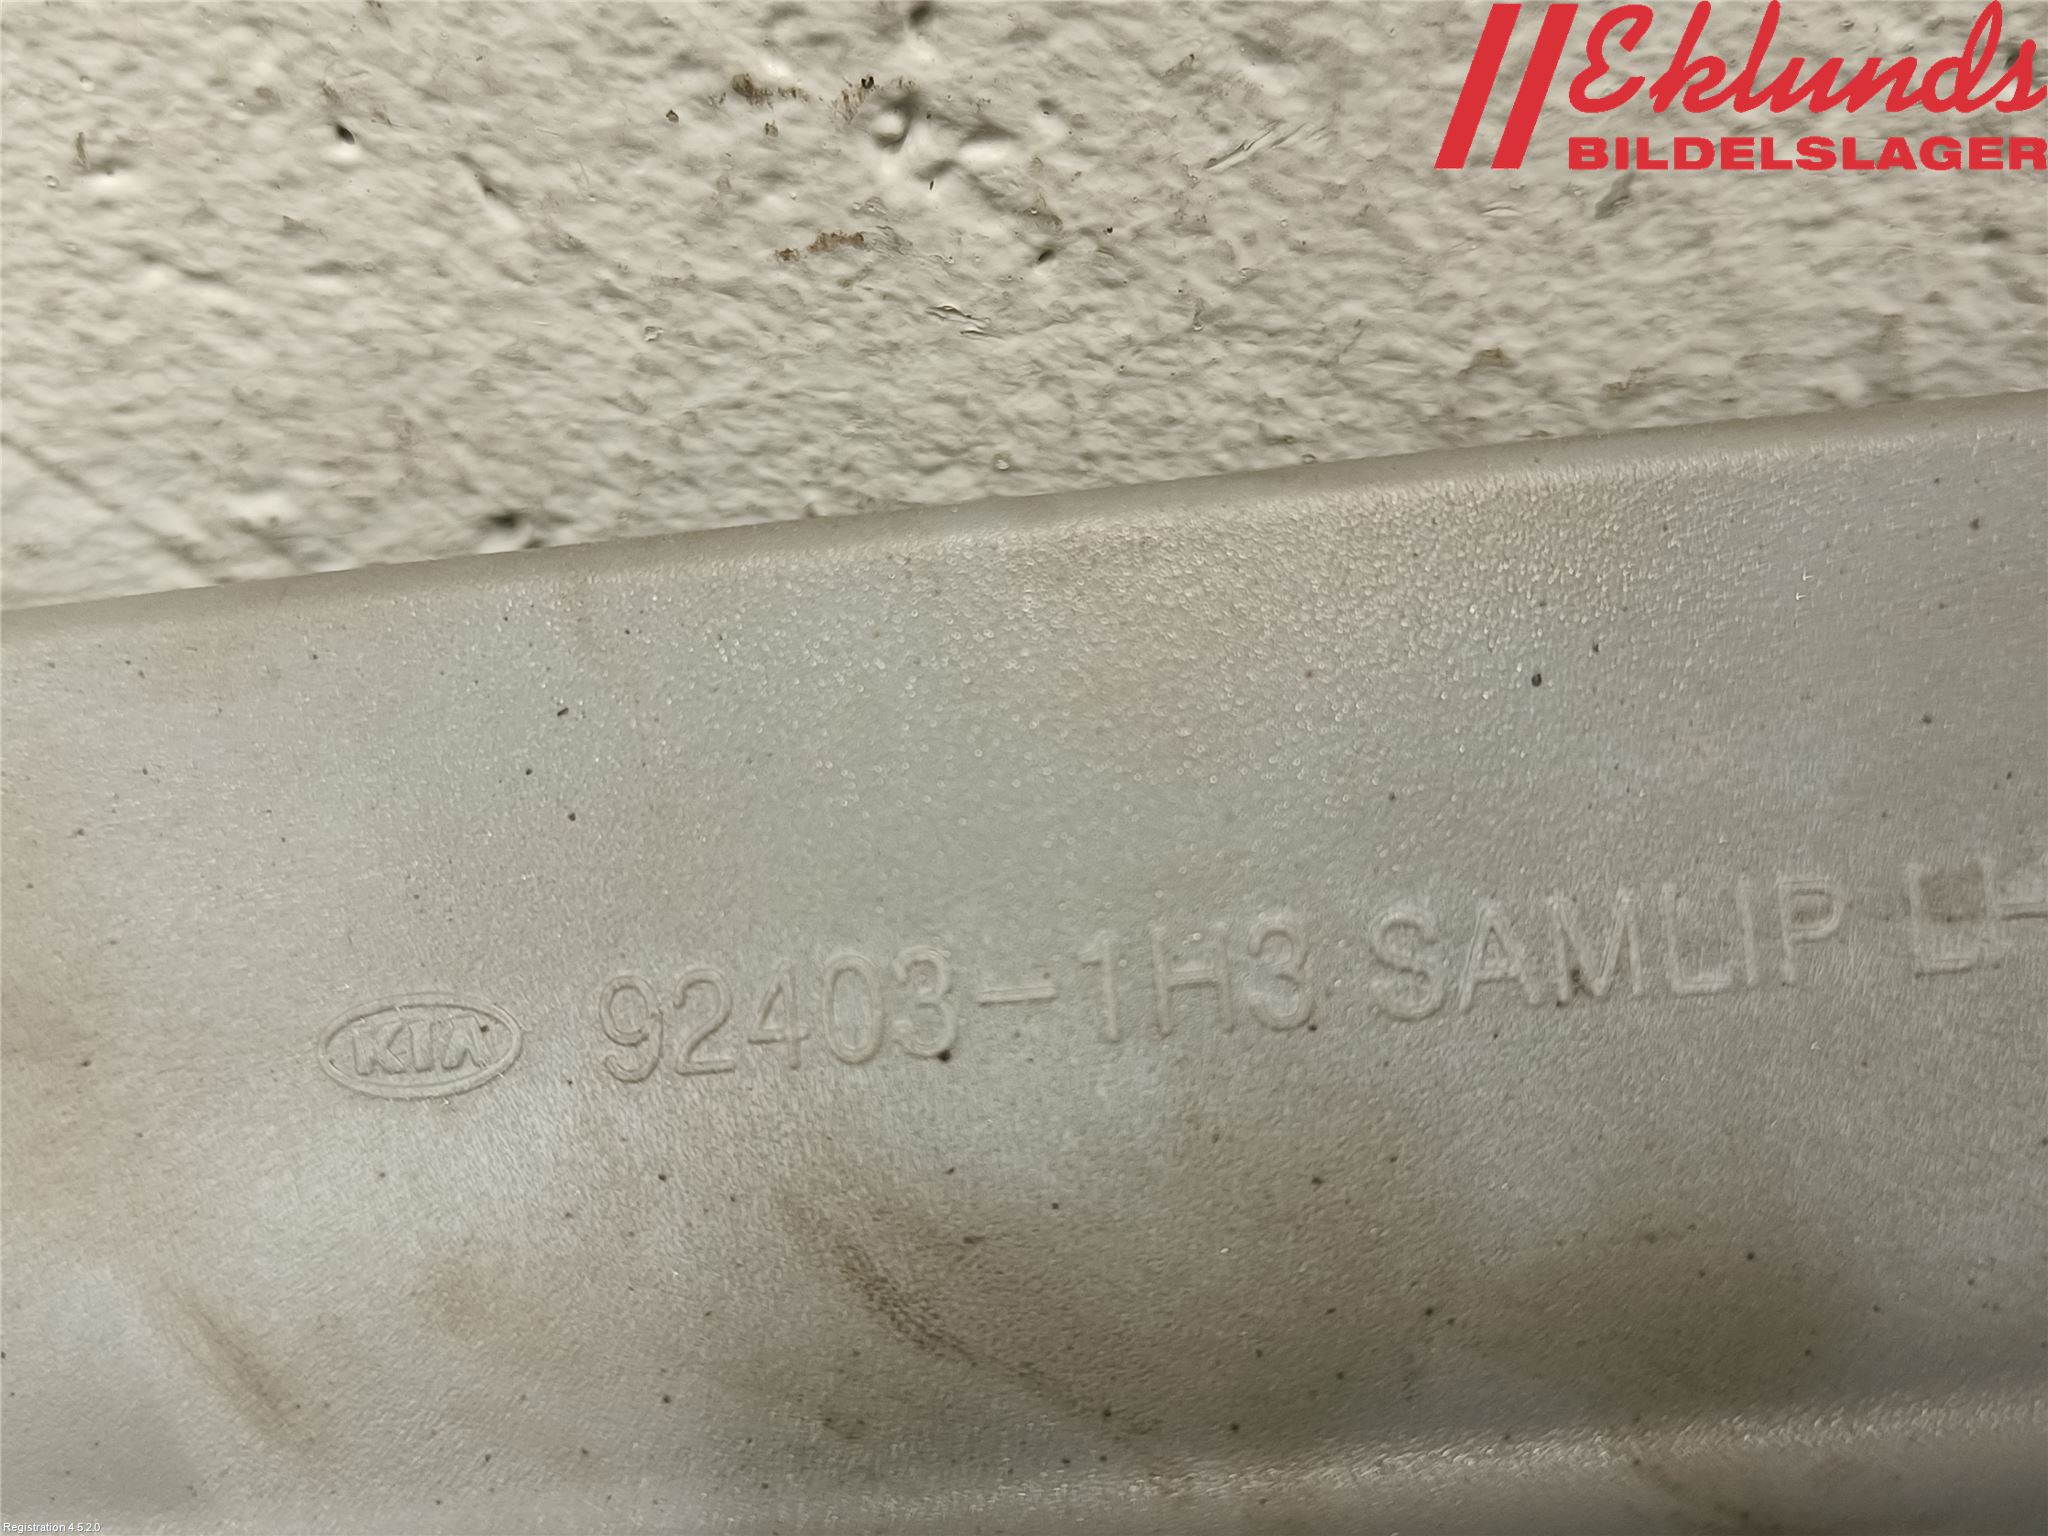 Eklunds
BILDELSLAGER
KIA 92403-1H3 SAMLIP
Registration 4.5.2.0